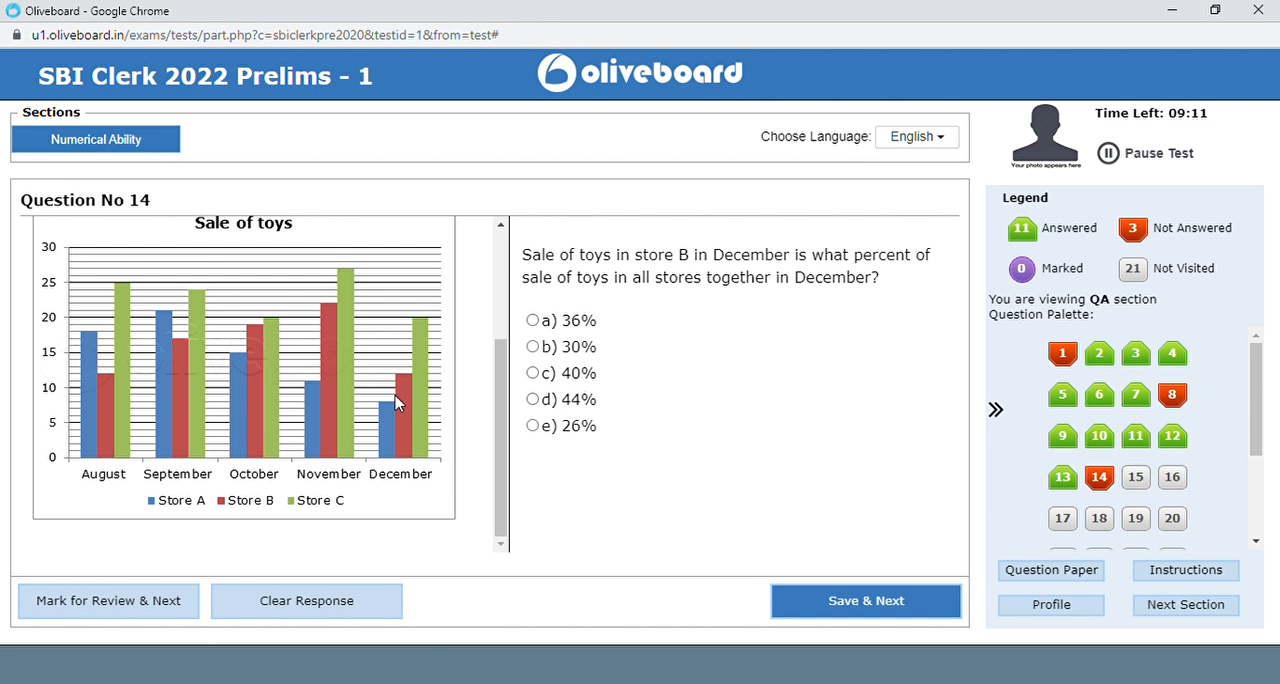 Oliveboard - Google Chrome
u1.oliveboard.in/exams/tests/part.php?c=sbiclerkpre2020&testid=1&from=test#
SBI Clerk 2022 Prelims - 1
oliveboard
Sections
Numerical Ability
Choose Language: English
Your photo appears here
Time Left: 09:11
Pause Test
Question No 14
Sale of toys
30
25
20
15
10
5
0
August September October November December
Store A Store B Store C
Sale of toys in store B in December is what percent of
sale of toys in all stores together in December?
a) 36%
b) 30%
c) 40%
d) 44%
e) 26%
Mark for Review & Next
Clear Response
Save & Next
Legend
11 Answered 3 Not Answered
0 Marked 21 Not Visited
You are viewing QA section
Question Palette:
1 2 3 4
5 6 7 8
9 10 11 12
13 14 15 16
17 18 19 20
Question Paper Instructions
Profile Next Section